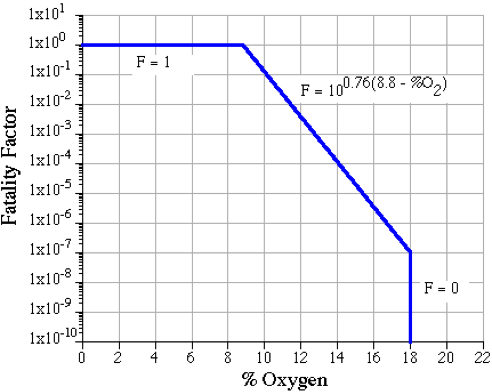 Fatality Factor
1x10^1
1x10^0
1x10^-1
1x10^-2
1x10^-3
1x10^-4
1x10^-5
1x10^-6
1x10^-7
1x10^-8
1x10^-9
1x10^-10
F = 1
F = 10^0.76(8.8 - %O_2)
F = 0
0 2 4 6 8 10 12 14 16 18 20 22
% Oxygen